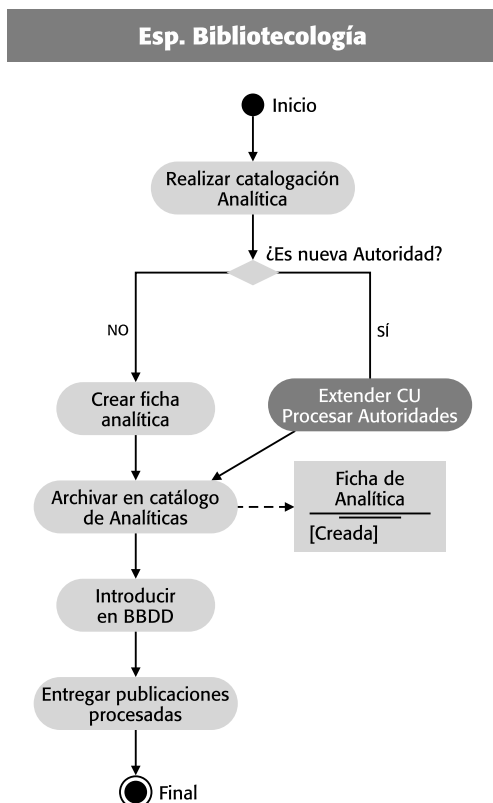 Esp. Bibliotecología
Inicio
Realizar catalogación
Analítica
¿Es nueva Autoridad?
NO
SÍ
Crear ficha
analítica
Extender CU
Procesar Autoridades
Archivar en catálogo
de Analíticas
Ficha de
Analítica
[Creada]
Introducir
en BBDD
Entregar publicaciones
procesadas
Final